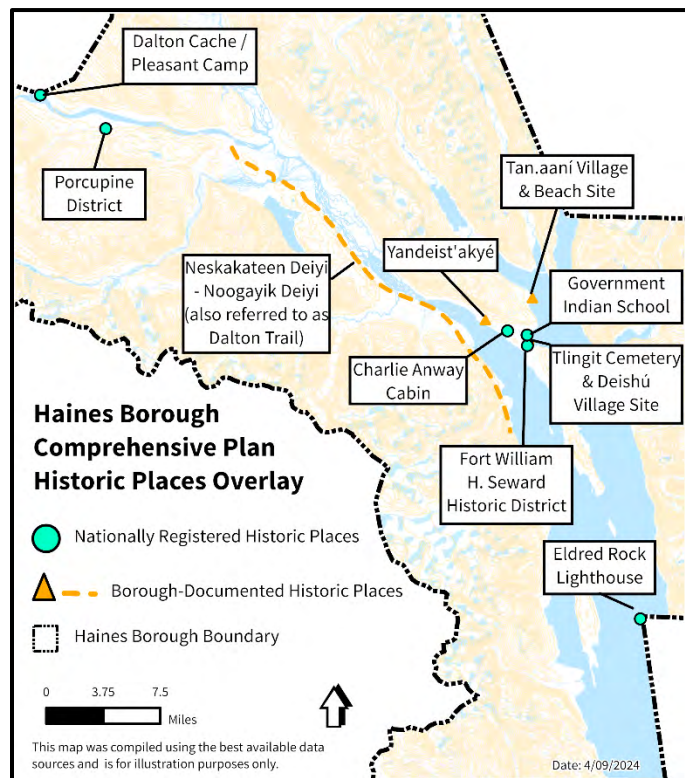 Dalton Cache /
Pleasant Camp
Porcupine
District
Tan.aaní Village
& Beach Site
Yandeist'akyé
Neskakateen Deiyi
- Noogayik Deiyi
(also referred to as
Dalton Trail)
Government
Indian School
Charlie Anway
Cabin
Tlingit Cemetery
& Deishú
Village Site
Fort William
H. Seward
Historic District
Eldred Rock
Lighthouse
Haines Borough
Comprehensive Plan
Historic Places Overlay
Nationally Registered Historic Places
Borough-Documented Historic Places
Haines Borough Boundary
0 3.75 7.5
Miles
This map was compiled using the best available data
sources and is for illustration purposes only.
Date: 4/09/2024